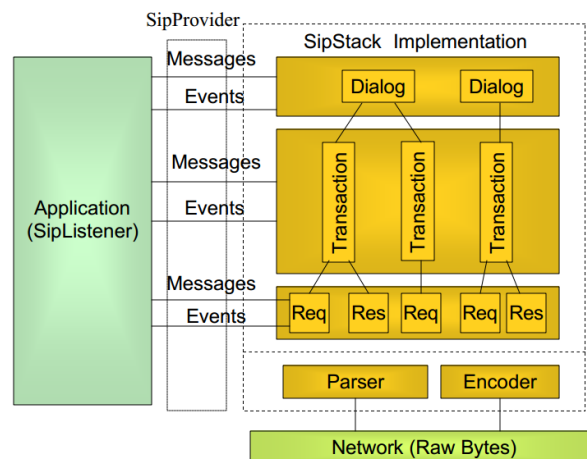 SipProvider
SipStack Implementation
Messages
Dialog
Dialog
Events
Messages
Transaction
Transaction
Transaction
Application
(SipListener)
Events
Messages
Req
Res
Req
Req
Res
Events
Parser
Encoder
Network (Raw Bytes)